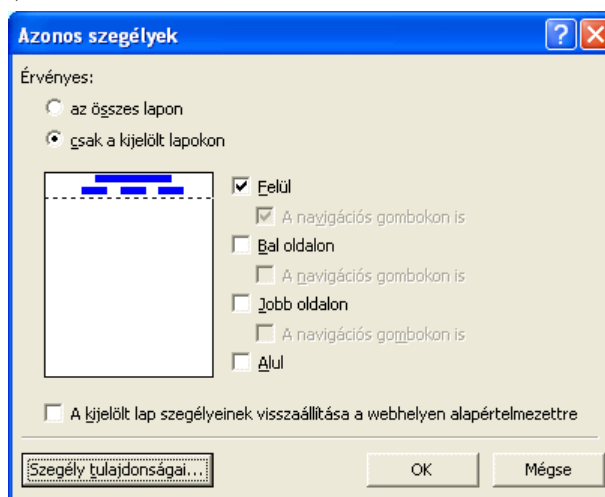 Azonos szegélyek
Érvényes:
az összes lapon
csak a kijelölt lapokon
Felül
A navigációs gombokon is
Bal oldalon
A navigációs gombokon is
Jobb oldalon
A navigációs gombokon is
Alul
A kijelölt lap szegélyeinek visszaállítása a webhelyen alapértelmezettre
Szegély tulajdonságai... OK Mégse